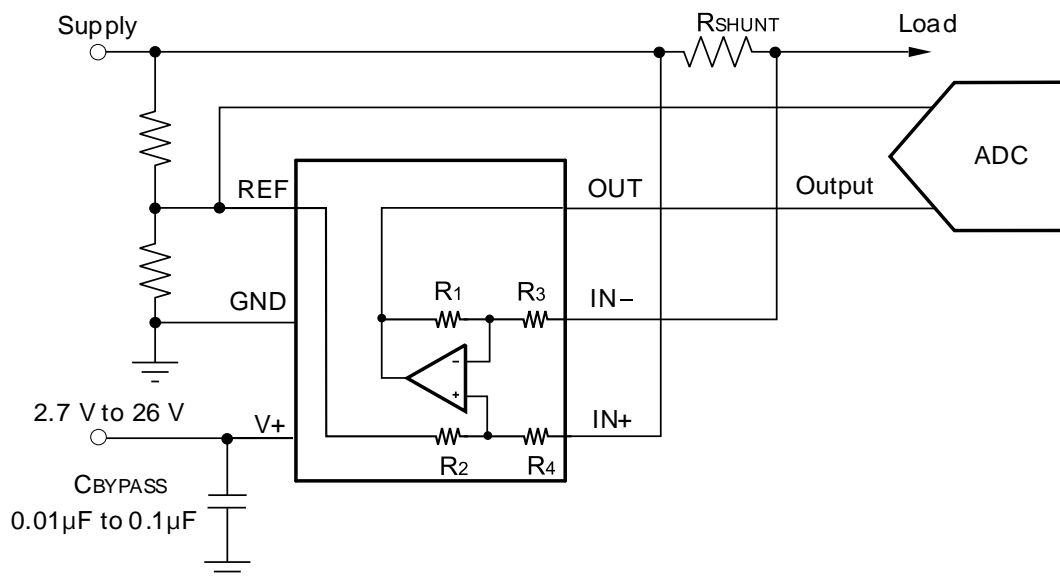 Supply
RSHUNT
Load
ADC
REF
OUT
Output
R1
R3
IN−
GND
−
+
2.7 V to 26 V
V+
IN+
R2
R4
CBYPASS
0.01µF to 0.1µF